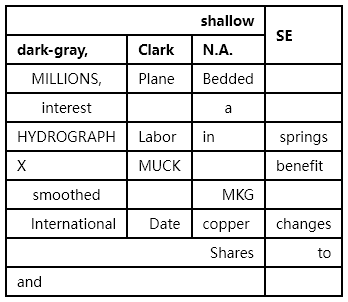 shallow SE
dark-gray, Clark N.A.
MILLIONS, Plane Bedded
interest a
HYDROGRAPH Labor in springs
X MUCK benefit
smoothed MKG
International Date copper changes
Shares to
and